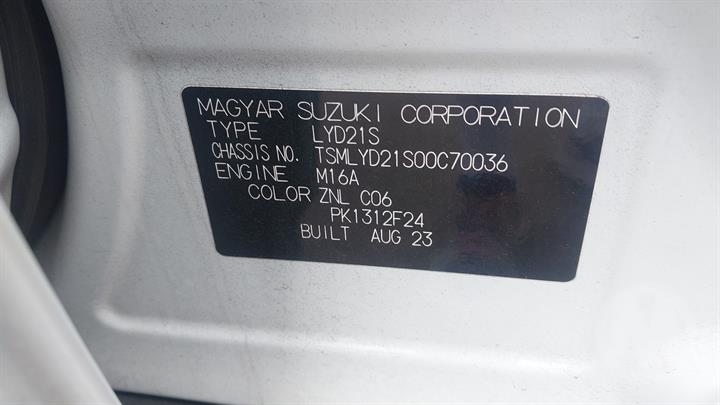 MAGYAR SUZUKI CORPORATION
TYPE LYD21S
CHASSIS NO. TSMLYD21S00C70036
ENGINE M16A
COLOR ZNL C06
PK1312F24
BUILT AUG 23